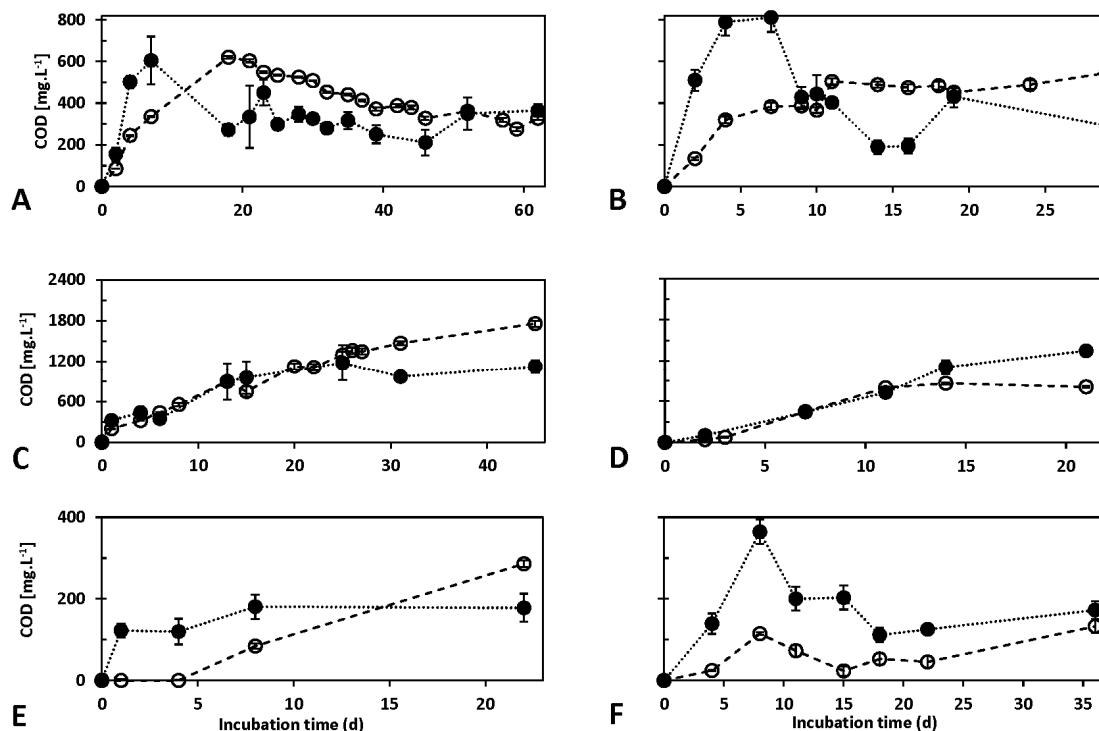 800
600
400
200
0
COD [mg.L-1]
0 20 40 60
A
0 5 10 15 20 25
B
2400
1800
1200
600
0
COD [mg.L-1]
0 10 20 30 40
C
0 5 10 15 20
D
400
200
0
COD [mg.L-1]
0 5 10 15 20
Incubation time (d)
E
0 5 10 15 20 25 30 35
Incubation time (d)
F